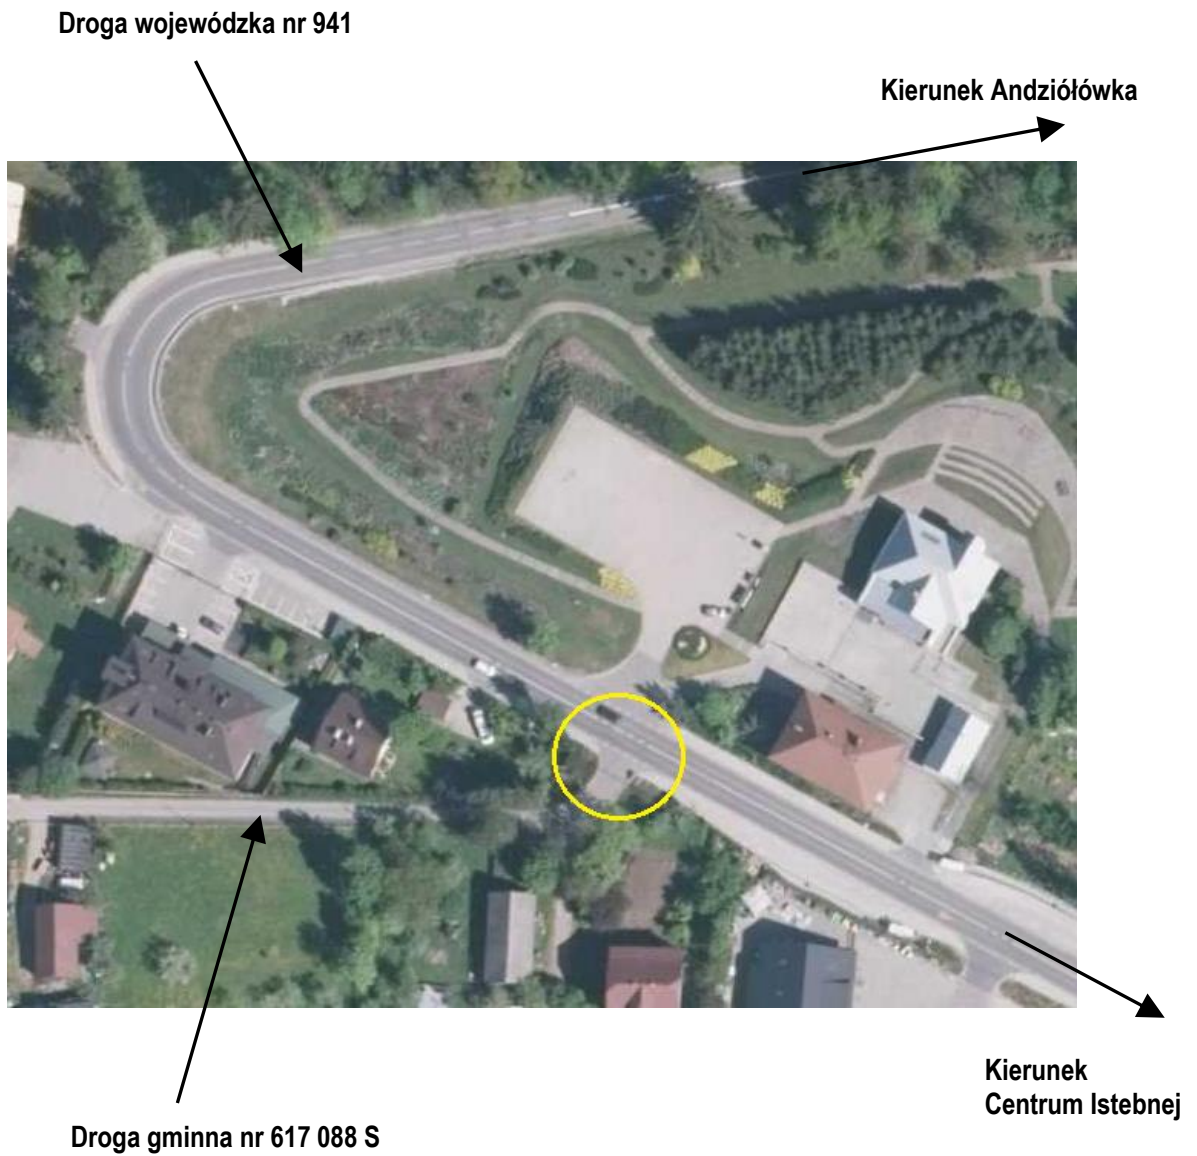 Droga wojewódzka nr 941
Kierunek Andziółówka
Kierunek
Centrum Istebnej
Droga gminna nr 617 088 S